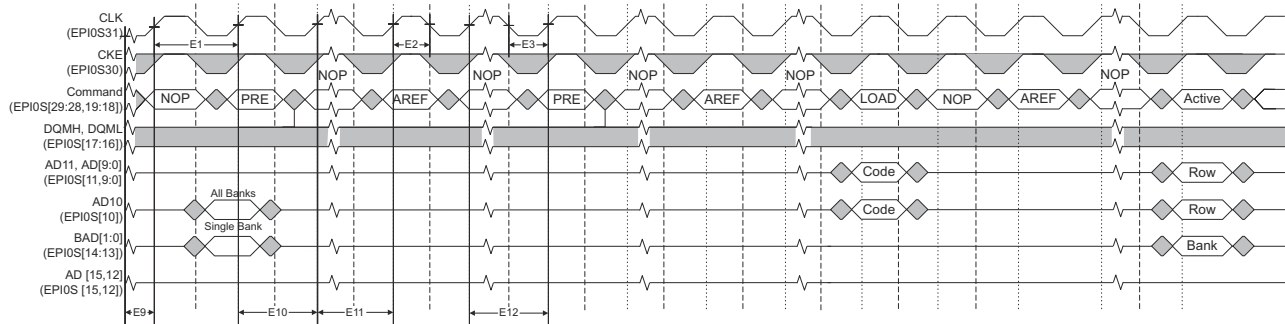 CLK
(EPI0S31)
E1
E2
E3
CKE
(EPI0S30)
NOP
NOP
NOP
NOP
NOP
Command
(EPI0S[29:28,19:18])
NOP
PRE
AREF
PRE
AREF
LOAD
NOP
AREF
Active
DQMH, DQML
(EPI0S[17:16])
AD11, AD[9:0]
(EPI0S[11,9:0]
Code
Row
AD10
(EPI0S[10])
All Banks
Single Bank
Code
Row
BAD[1:0]
(EPI0S[14:13])
Bank
AD [15,12]
(EPI0S [15,12])
E9
E10
E11
E12